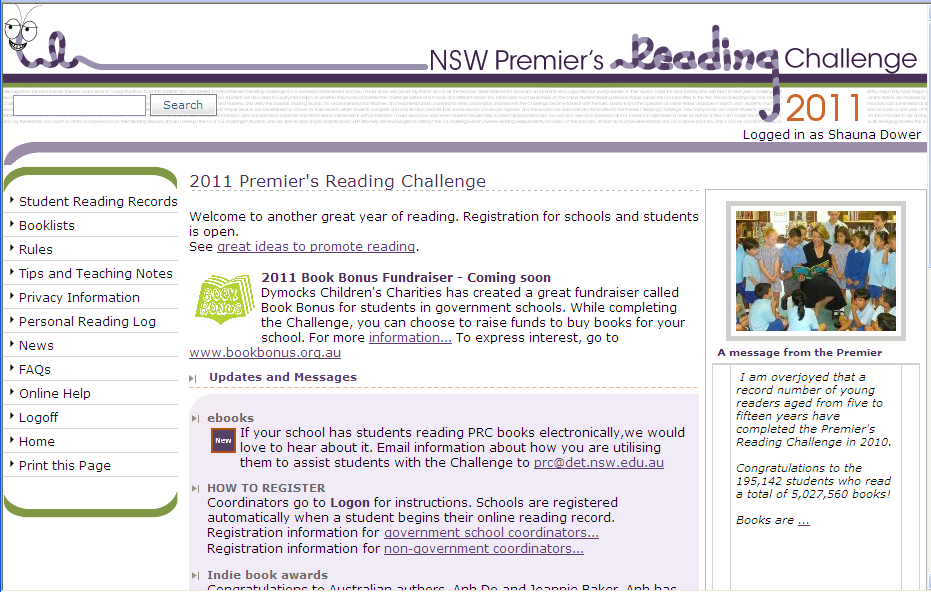 NSW Premier's Reading Challenge
2011
Search
Logged in as Shauna Dower
Student Reading Records
Booklists
Rules
Tips and Teaching Notes
Privacy Information
Personal Reading Log
News
FAQs
Online Help
Logoff
Home
Print this Page
2011 Premier's Reading Challenge
Welcome to another great year of reading. Registration for schools and students
is open.
See great ideas to promote reading.
BOOK
BONUS
2011 Book Bonus Fundraiser - Coming soon
Dymocks Children's Charities has created a great fundraiser called
Book Bonus for students in government schools. While completing
the Challenge, you can choose to raise funds to buy books for your
school. For more information... To express interest, go to
www.bookbonus.org.au
Updates and Messages
ebooks
New
If your school has students reading PRC books electronically,we would
love to hear about it. Email information about how you are utilising
them to assist students with the Challenge to prc@det.nsw.edu.au
HOW TO REGISTER
Coordinators go to Logon for instructions. Schools are registered
automatically when a student begins their online reading record.
Registration information for government school coordinators...
Registration information for non-government coordinators...
Indie book awards
Congratulations to Australian authors, Anh Do and Jeannie Baker. Anh has
A message from the Premier
I am overjoyed that a
record number of young
readers aged from five to
fifteen years have
completed the Premier's
Reading Challenge in 2010.
Congratulations to the
195,142 students who read
a total of 5,027,560 books!
Books are ...